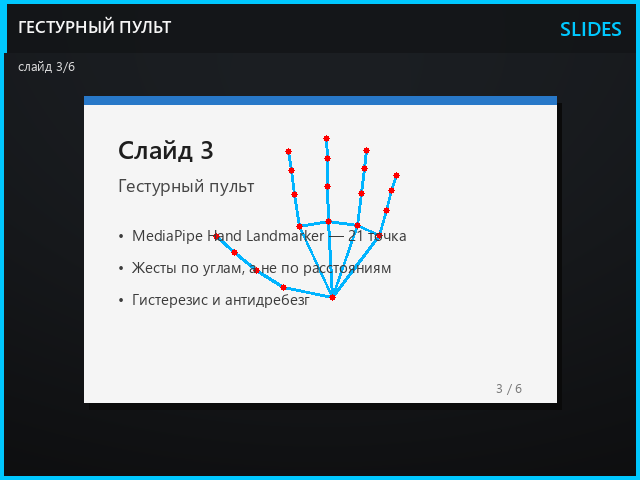 ГЕСТУРНЫЙ ПУЛЬТ
SLIDES
слайд 3/6
Слайд 3
Гестурный пульт
• MediaPipe Hand Landmarker — 21 точка
• Жесты по углам, а не по расстояниям
• Гистерезис и антидребезг
3 / 6